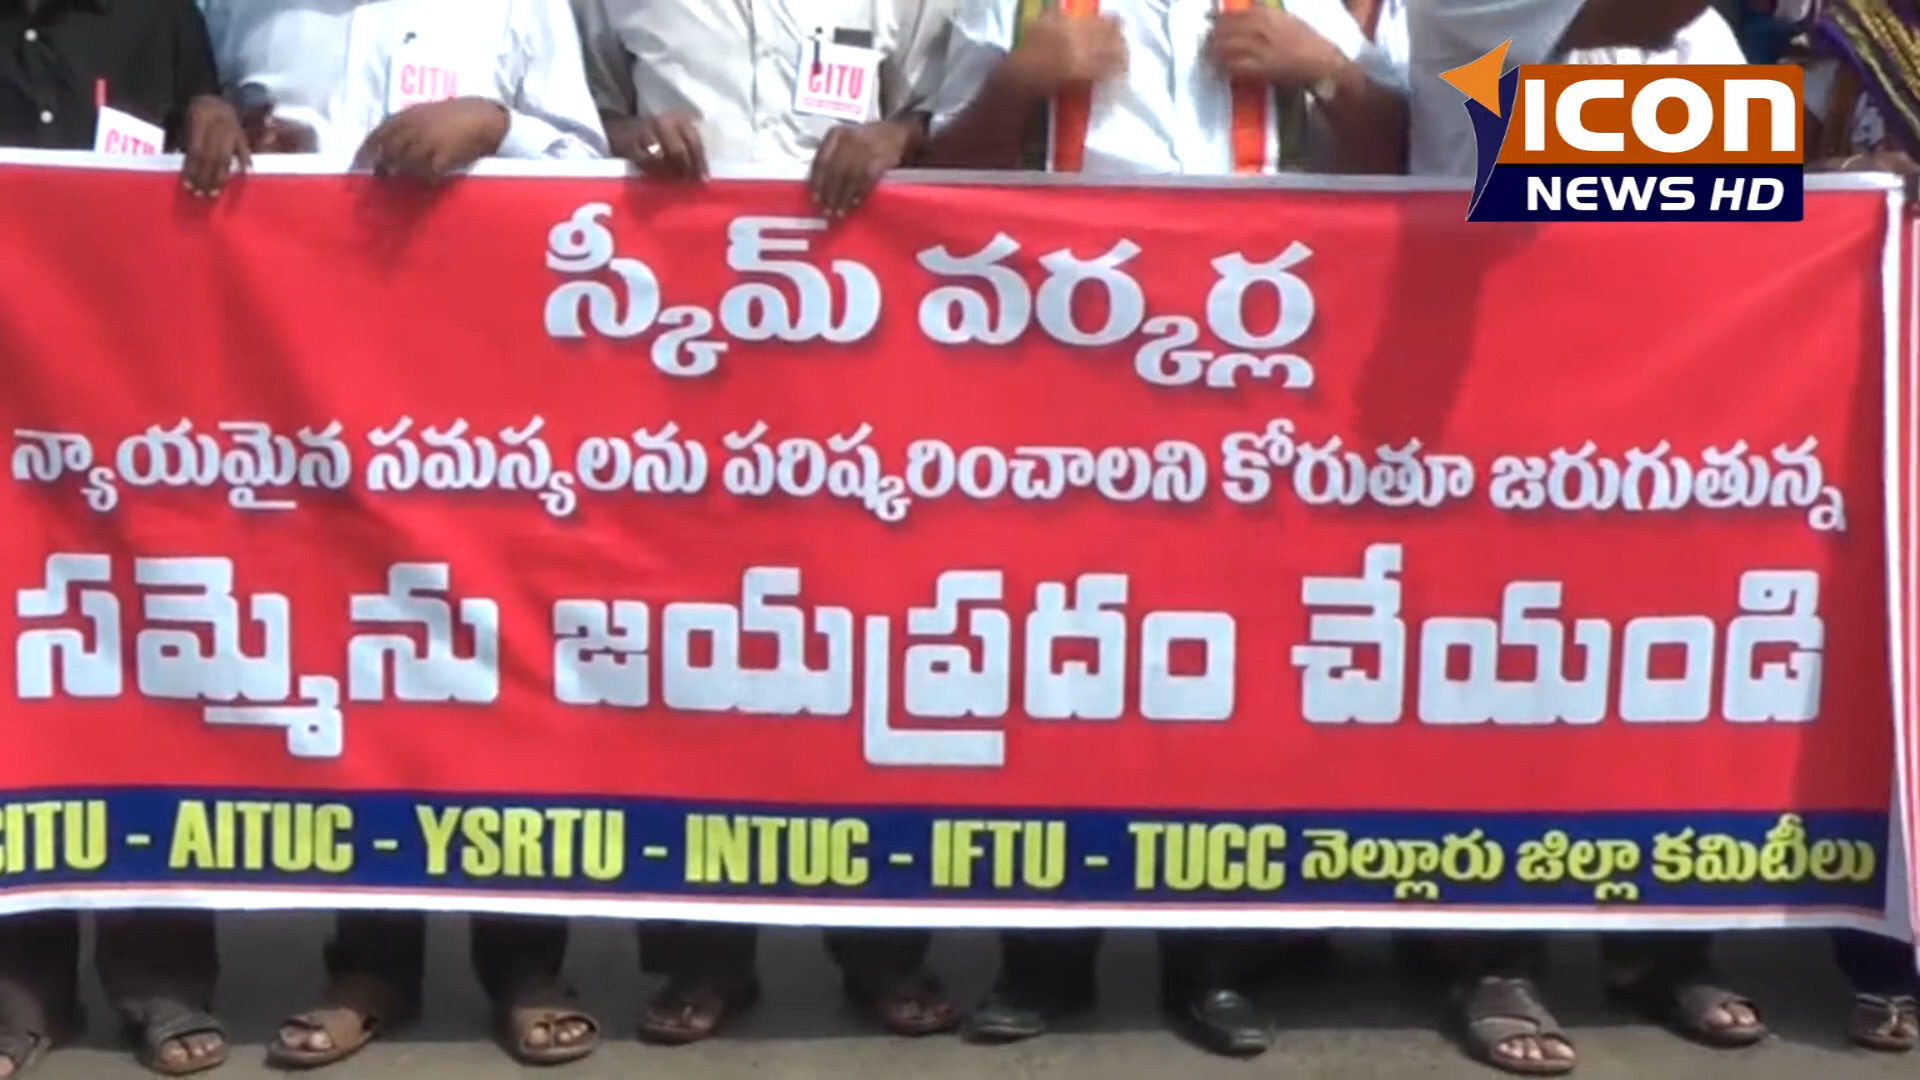 CITU
CITU
CITU
ICON
NEWS HD
స్కీమ్ వర్కర్ల
న్యాయమైన సమస్యలను పరిష్కరించాలని కోరుతూ జరుగుతున్న
సమ్మెను జయప్రదం చేయండి
CITU - AITUC - YSRTU - INTUC - IFTU - TUCC నెల్లూరు జిల్లా కమిటీలు